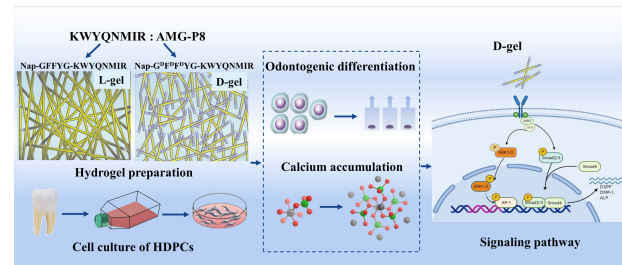 KWYQNMIR : AMG-P8
Nap-GFFYG-KWYQNMIR
Nap-GᴰFᴰFᴰYG-KWYQNMIR
L-gel
D-gel
Hydrogel preparation
Cell culture of HDPCs
Odontogenic differentiation
Calcium accumulation
D-gel
P
ERK1/2
P
Smad2/3
Smad4
P
ERK1/2
P
AP-1
P
Smad2/3
Smad4
DSPP
DMP-1
ALP
Signaling pathway